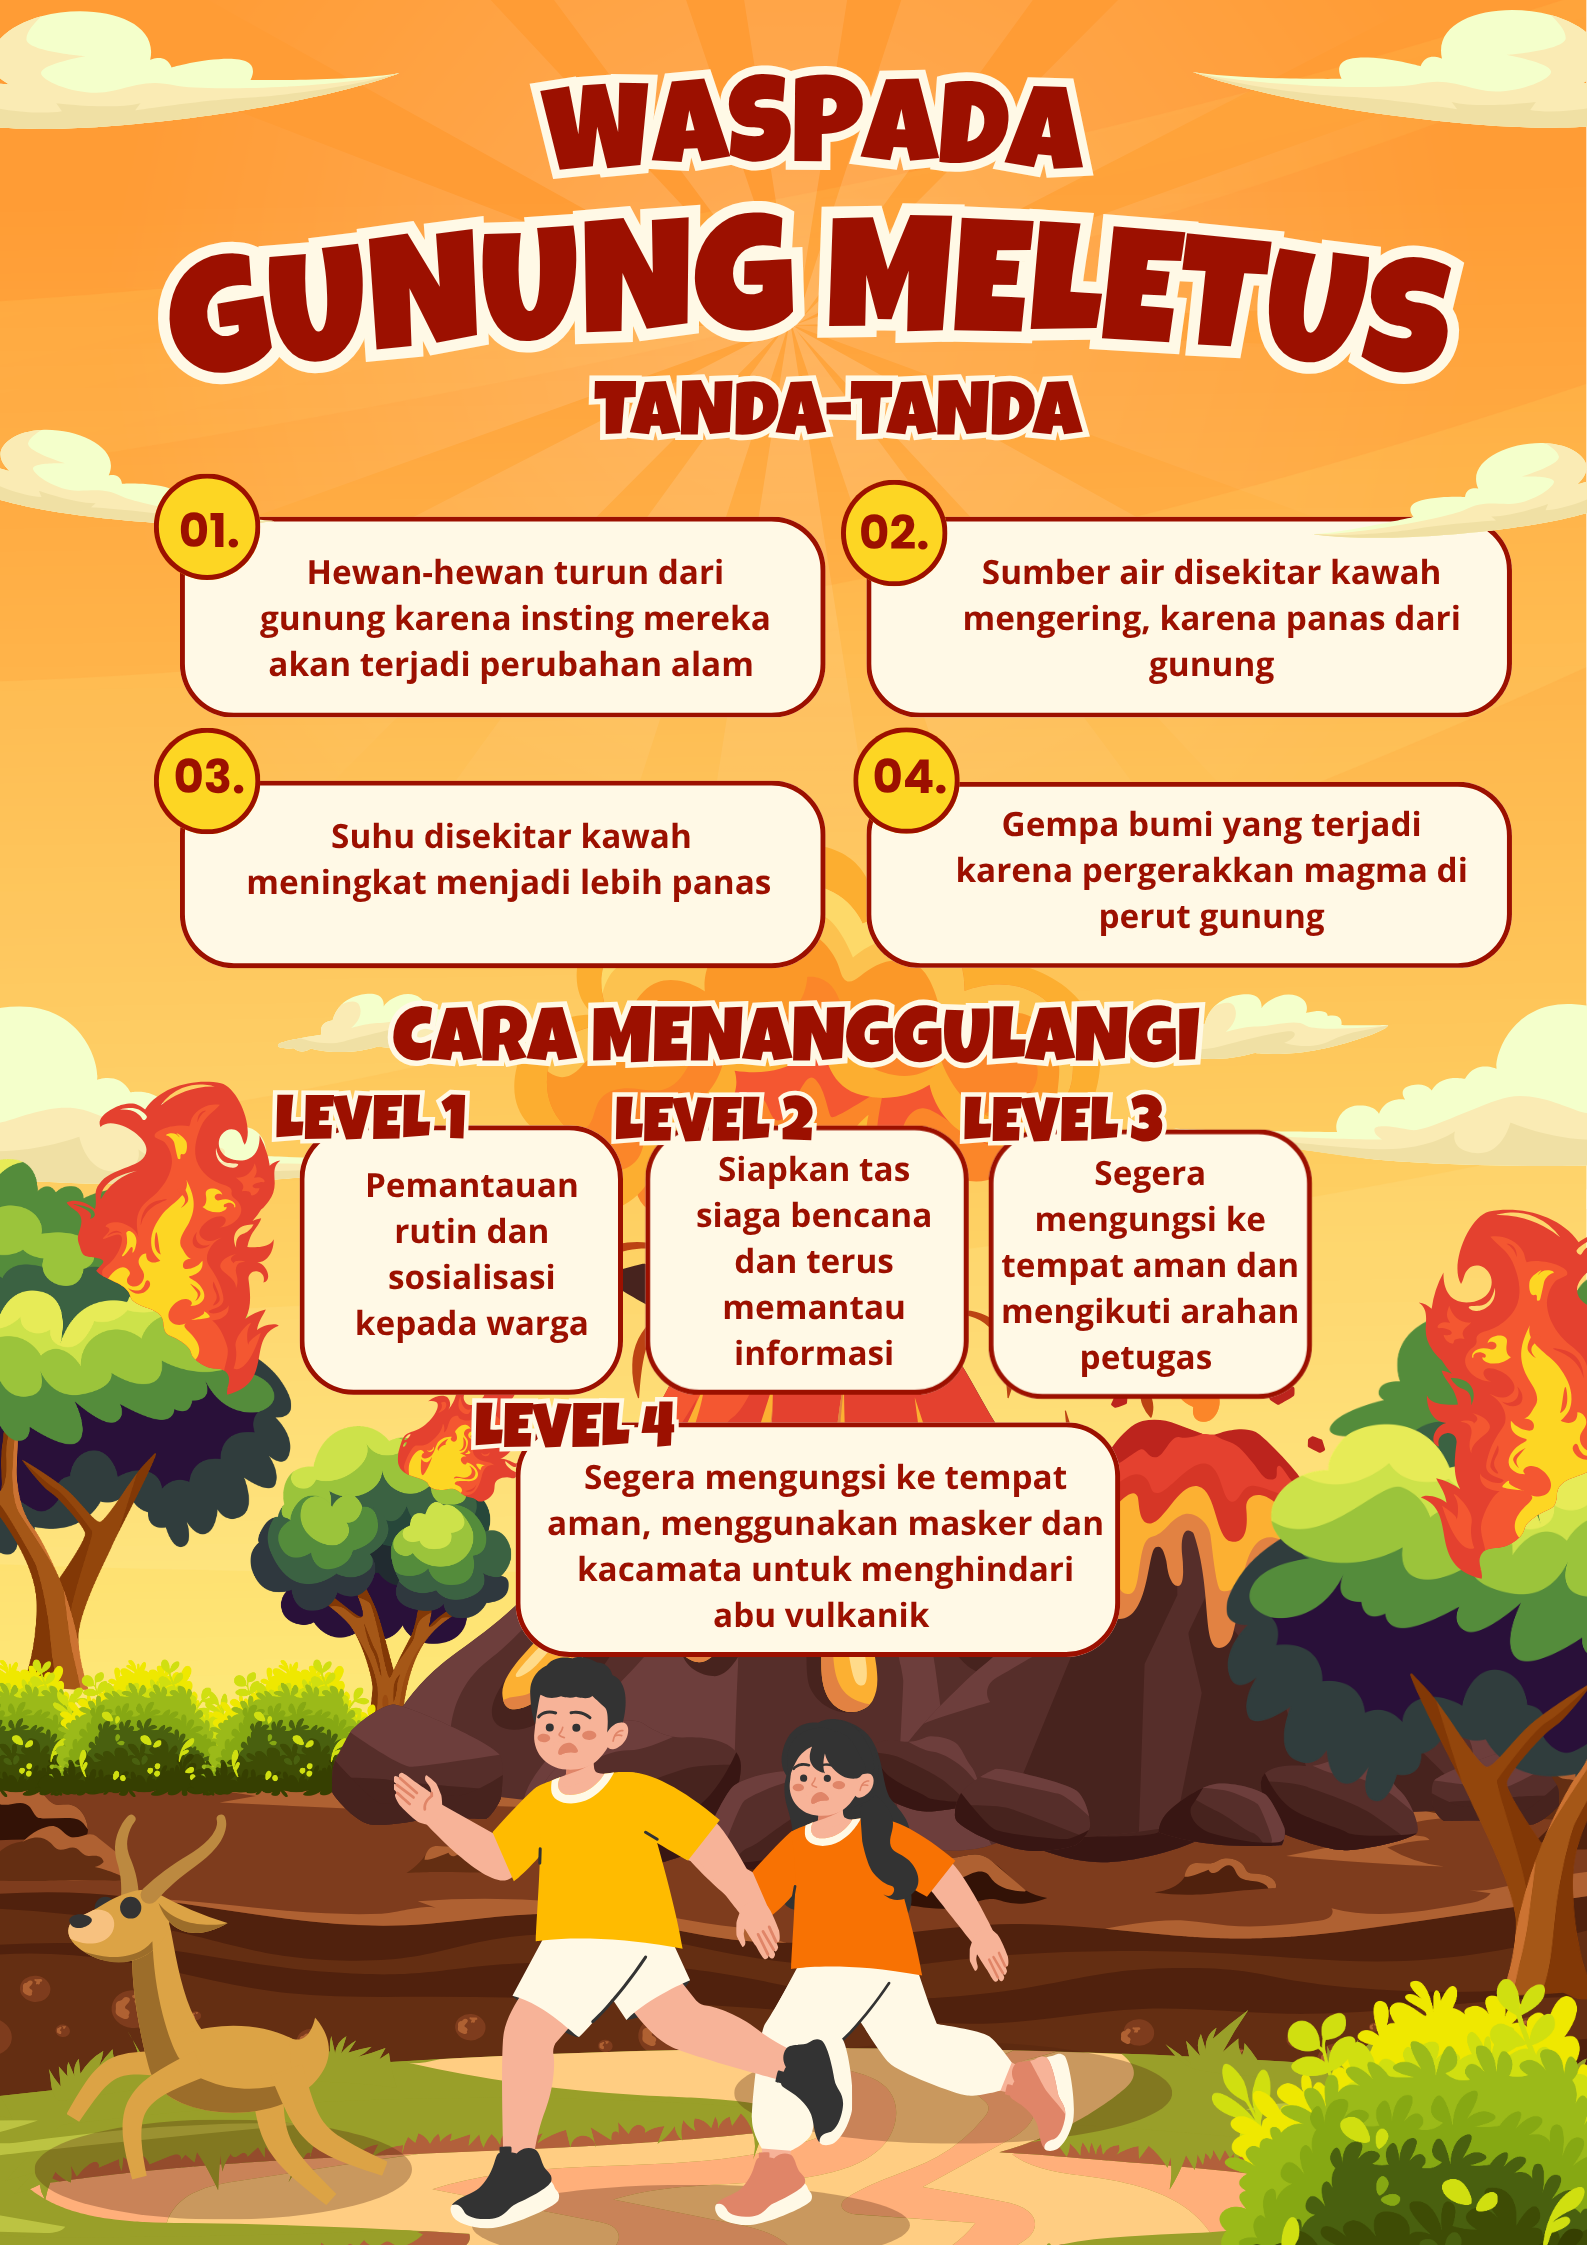 WASPADA
GUNUNG MELETUS
TANDA-TANDA
01.
Hewan-hewan turun dari
gunung karena insting mereka
akan terjadi perubahan alam
02.
Sumber air disekitar kawah
mengering, karena panas dari
gunung
03.
Suhu disekitar kawah
meningkat menjadi lebih panas
04.
Gempa bumi yang terjadi
karena pergerakkan magma di
perut gunung
CARA MENANGGULANGI
LEVEL 1
Pemantauan
rutin dan
sosialisasi
kepada warga
LEVEL 2
Siapkan tas
siaga bencana
dan terus
memantau
informasi
LEVEL 3
Segera
mengungsi ke
tempat aman dan
mengikuti arahan
petugas
LEVEL 4
Segera mengungsi ke tempat
aman, menggunakan masker dan
kacamata untuk menghindari
abu vulkanik